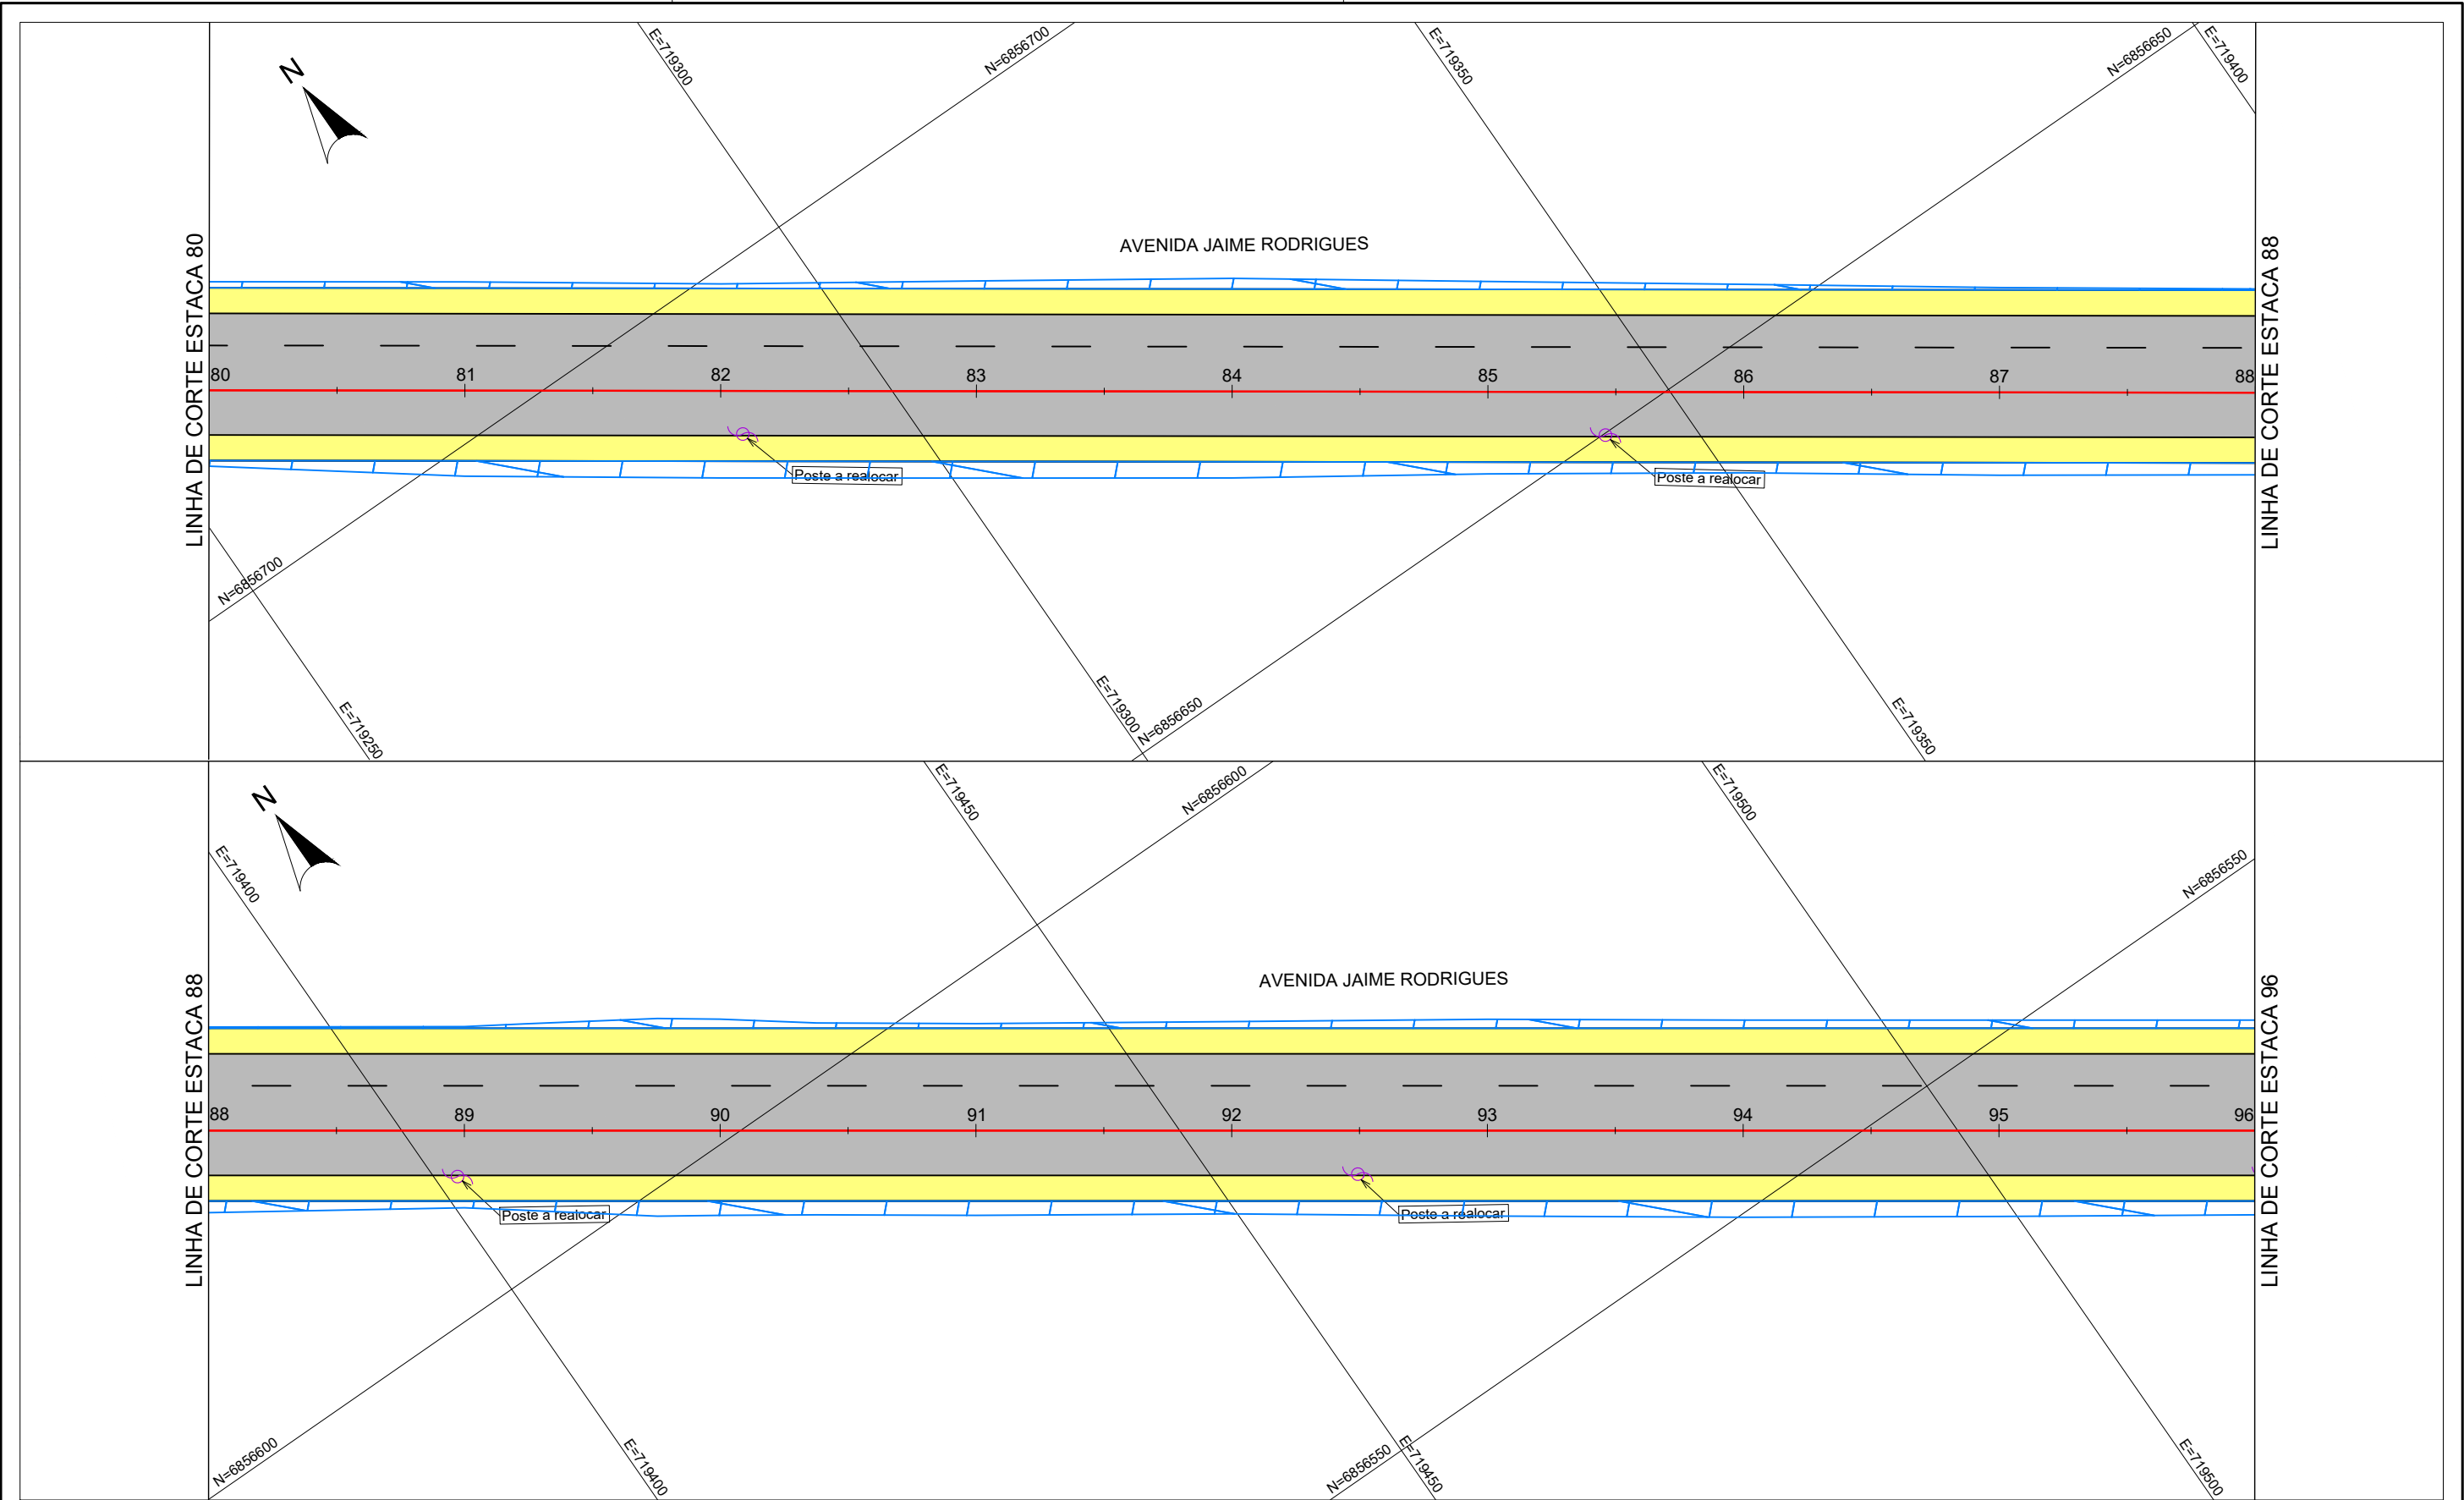 N
E=719300
N=6856700
E=719350
N=6856650
E=719400
AVENIDA JAIME RODRIGUES
LINHA DE CORTE ESTACA 80
LINHA DE CORTE ESTACA 88
80
81
82
83
84
85
86
87
88
Poste a realocar
Poste a realocar
N=6856700
E=719250
E=719300
N=6856650
E=719350
N
E=719400
E=719450
N=6856600
E=719500
N=6856550
AVENIDA JAIME RODRIGUES
LINHA DE CORTE ESTACA 88
LINHA DE CORTE ESTACA 96
88
89
90
91
92
93
94
95
96
Poste a realocar
Poste a realocar
N=6856600
E=719400
N=6856550
E=719450
E=719500